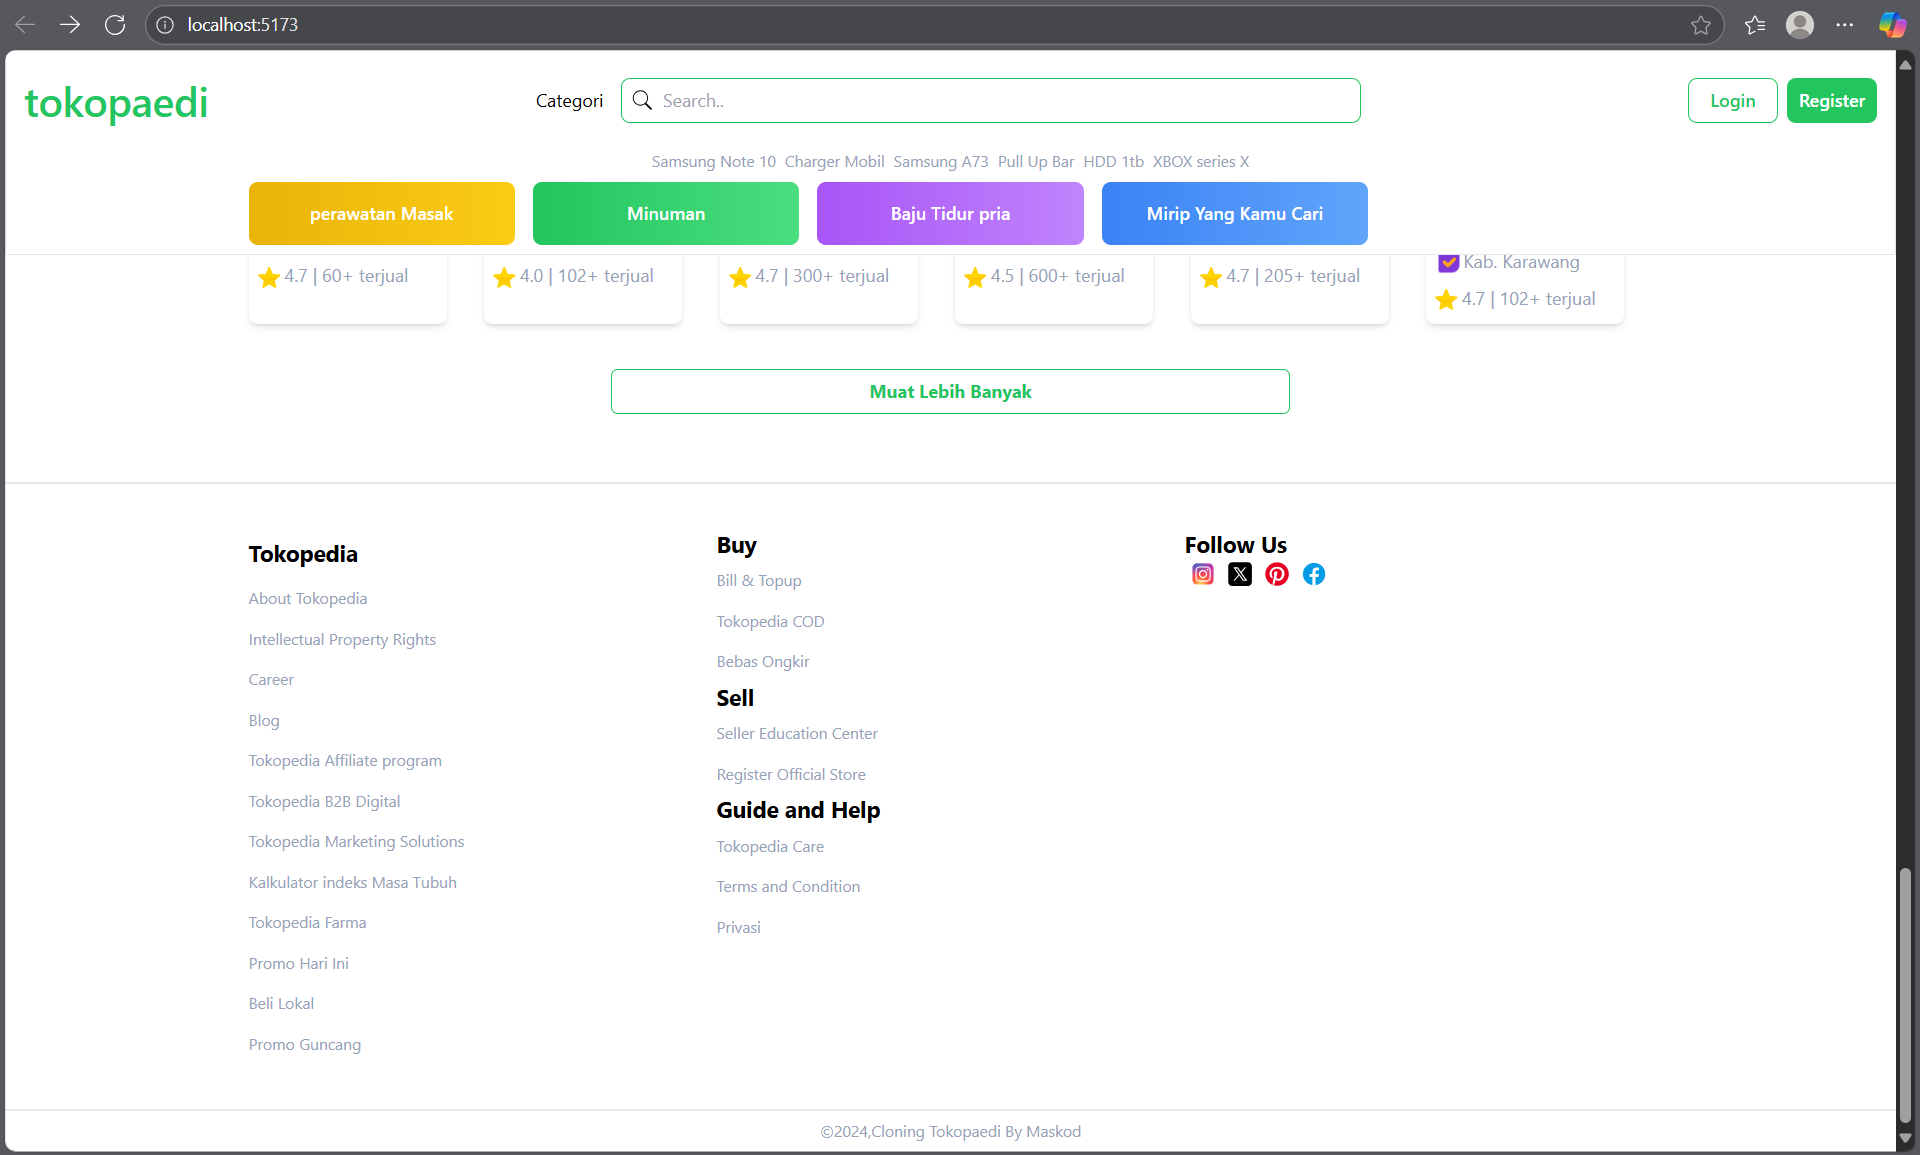 localhost:5173
tokopaedi
Categori
Search..
Login
Register
Samsung Note 10 Charger Mobil Samsung A73 Pull Up Bar HDD 1tb XBOX series X
perawatan Masak
Minuman
Baju Tidur pria
Mirip Yang Kamu Cari
4.7 | 60+ terjual
4.0 | 102+ terjual
4.7 | 300+ terjual
4.5 | 600+ terjual
4.7 | 205+ terjual
Kab. Karawang
4.7 | 102+ terjual
Muat Lebih Banyak
Tokopedia
About Tokopedia
Intellectual Property Rights
Career
Blog
Tokopedia Affiliate program
Tokopedia B2B Digital
Tokopedia Marketing Solutions
Kalkulator indeks Masa Tubuh
Tokopedia Farma
Promo Hari Ini
Beli Lokal
Promo Guncang
Buy
Bill & Topup
Tokopedia COD
Bebas Ongkir
Sell
Seller Education Center
Register Official Store
Guide and Help
Tokopedia Care
Terms and Condition
Privasi
Follow Us
©2024,Cloning Tokopaedi By Maskod